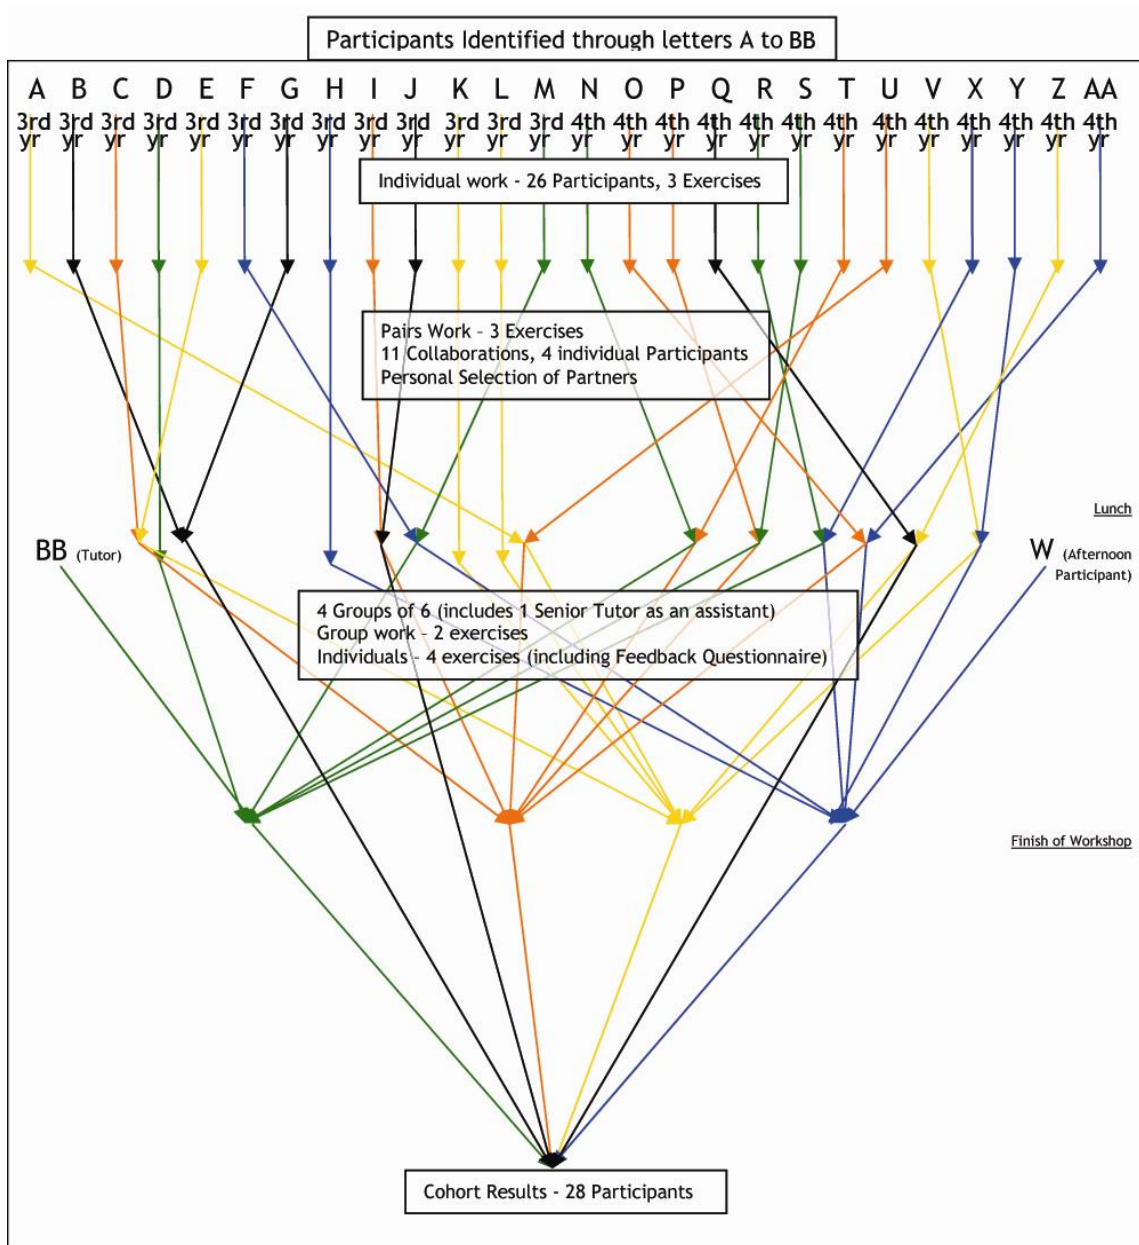 Participants Identified through letters A to BB
A B C D E F G H I J K L M N O P Q R S T U V X Y Z AA
3rd 3rd 3rd 3rd 3rd 3rd 3rd 3rd 3rd 3rd 3rd 3rd 3rd 4th 4th 4th 4th 4th 4th 4th 4th 4th 4th 4th 4th 4th
yr yr yr yr yr yr yr yr yr yr yr yr yr yr yr yr yr yr yr yr yr yr yr yr yr yr
Individual work - 26 Participants, 3 Exercises
Pairs Work – 3 Exercises
11 Collaborations, 4 individual Participants
Personal Selection of Partners
Lunch
BB (Tutor)
W (Afternoon
Participant)
4 Groups of 6 (includes 1 Senior Tutor as an assistant)
Group work – 2 exercises
Individuals – 4 exercises (including Feedback Questionnaire)
Finish of Workshop
Cohort Results - 28 Participants